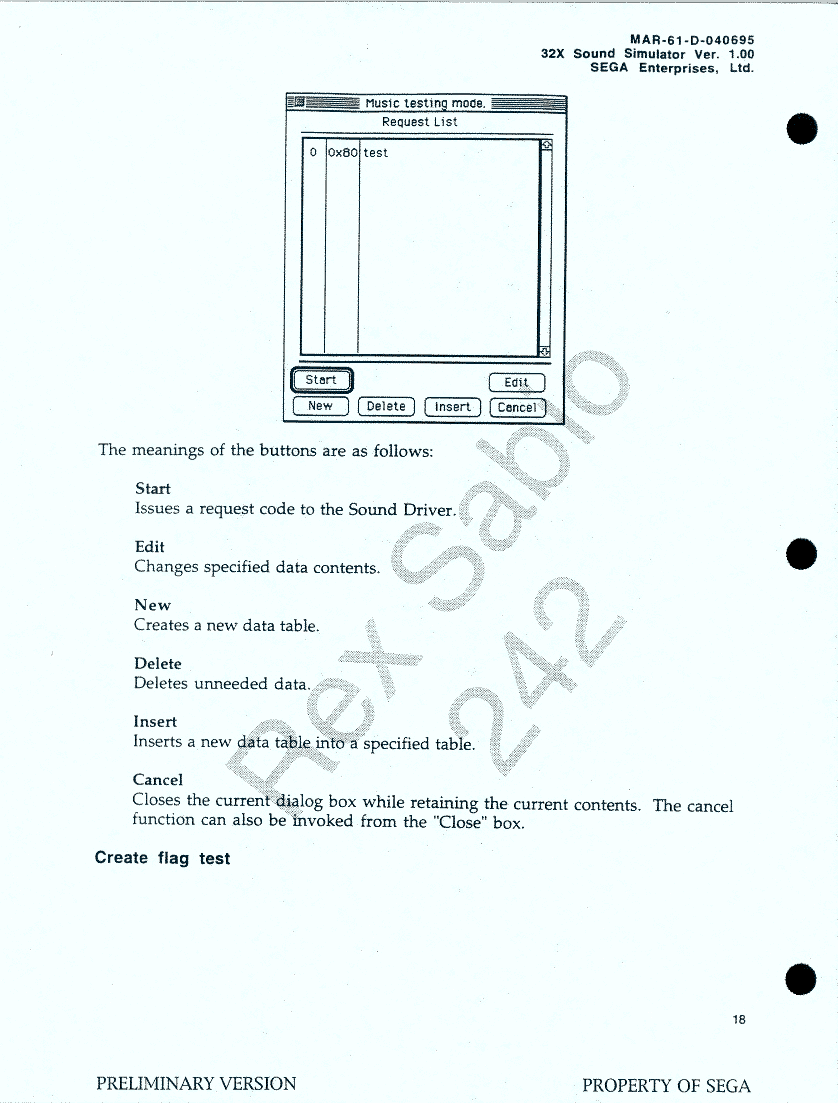 MAR-61-D-040695
32X Sound Simulator Ver. 1.00
SEGA Enterprises, Ltd.
Music testing mode.
Request List
0 0x80 test
Start
Edit
New Delete Insert Cancel
The meanings of the buttons are as follows:
Start
Issues a request code to the Sound Driver.
Edit
Changes specified data contents.
New
Creates a new data table.
Delete
Deletes unneeded data.
Insert
Inserts a new data table into a specified table.
Cancel
Closes the current dialog box while retaining the current contents. The cancel
function can also be invoked from the "Close" box.
Create flag test
Rex Sabio
242
18
PRELIMINARY VERSION
PROPERTY OF SEGA